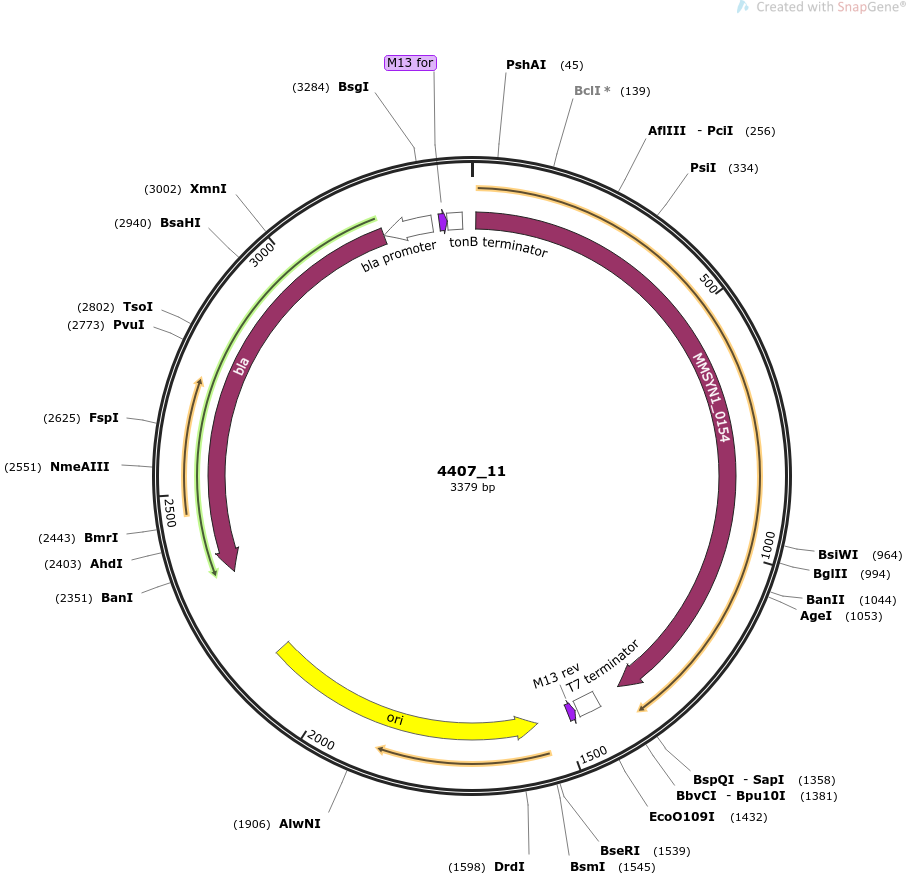 Created with SnapGene®
M13 for
PshAI (45)
(3284) BsgI
BclI * (139)
AflIII - PciI (256)
PsiI (334)
(3002) XmnI
(2940) BsaHI
3000
bla promoter
tonB terminator
500
(2802) TsoI
(2773) PvuI
bla
MMSYN1_0154
(2625) FspI
(2551) NmeAIII
4407_11
3379 bp
2500
(2443) BmrI
(2403) AhdI
(2351) BanI
1000
BsiWI (964)
BglII (994)
BanII (1044)
AgeI (1053)
M13 rev
T7 terminator
ori
2000
1500
BspQI - SapI (1358)
BbvCI - Bpu10I (1381)
EcoO109I (1432)
(1906) AlwNI
BseRI (1539)
(1598) DrdI
BsmI (1545)